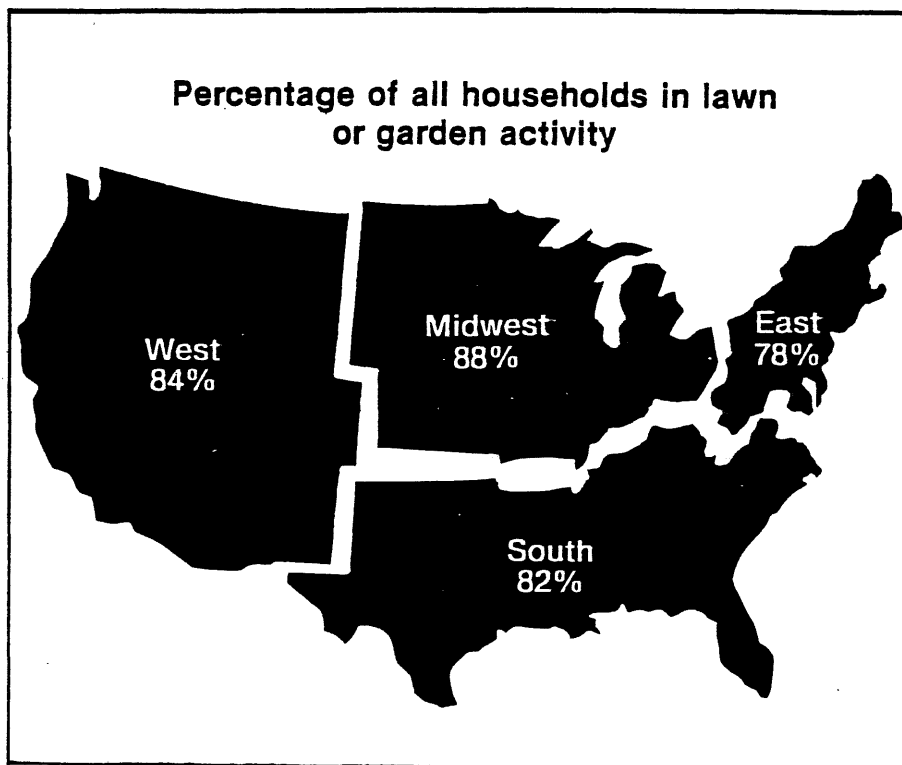 Percentage of all households in lawn
or garden activity
West
84%
Midwest
88%
East
78%
South
82%